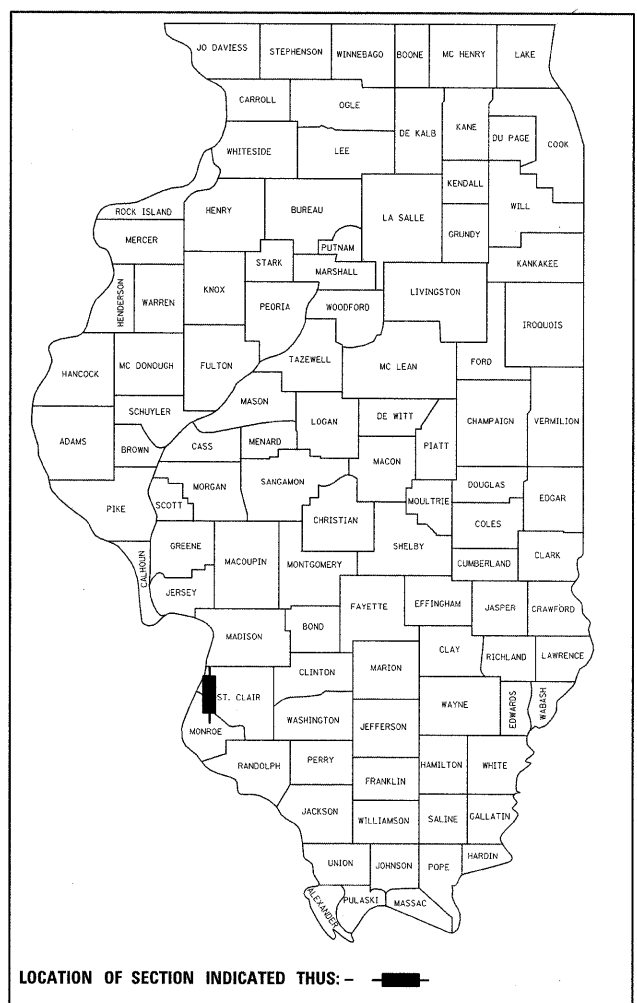 JO DAVIESS STEPHENSON WINNEBAGO BOONE MC HENRY LAKE
CARROLL OGLE DE KALB KANE DU PAGE COOK
WHITESIDE LEE KENDALL WILL
ROCK ISLAND HENRY BUREAU LA SALLE GRUNDY
MERCER PUTNAM KANKAKEE
HENDERSON WARREN KNOX STARK MARSHALL LIVINGSTON IROQUOIS
PEORIA WOODFORD
HANCOCK MC DONOUGH FULTON TAZEWELL MC LEAN FORD
SCHUYLER MASON LOGAN DE WITT CHAMPAIGN VERMILION
ADAMS BROWN CASS MENARD MACON PIATT
PIKE SCOTT MORGAN SANGAMON CHRISTIAN MOULTRIE DOUGLAS EDGAR
COLES
CALHOUN GREENE MACOUPIN MONTGOMERY SHELBY CUMBERLAND CLARK
JERSEY FAYETTE EFFINGHAM JASPER CRAWFORD
MADISON BOND CLAY RICHLAND LAWRENCE
ST. CLAIR CLINTON MARION WAYNE EDWARDS WABASH
MONROE WASHINGTON JEFFERSON
RANDOLPH PERRY FRANKLIN HAMILTON WHITE
JACKSON WILLIAMSON SALINE GALLATIN
UNION JOHNSON POPE HARDIN
ALEXANDER PULASKI MASSAC
LOCATION OF SECTION INDICATED THUS: -